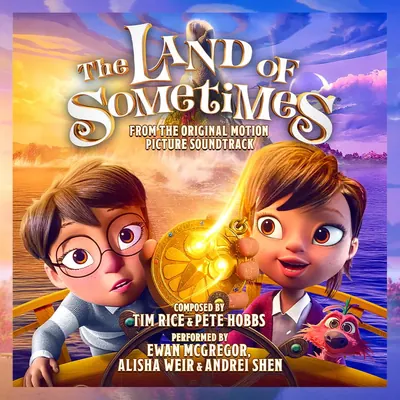 The LAND OF
SOMETIMES
FROM THE ORIGINAL MOTION
PICTURE SOUNDTRACK
COMPOSED BY
TIM RICE & PETE HOBBS
PERFORMED BY
EWAN MCGREGOR,
ALISHA WEIR & ANDREI SHEN